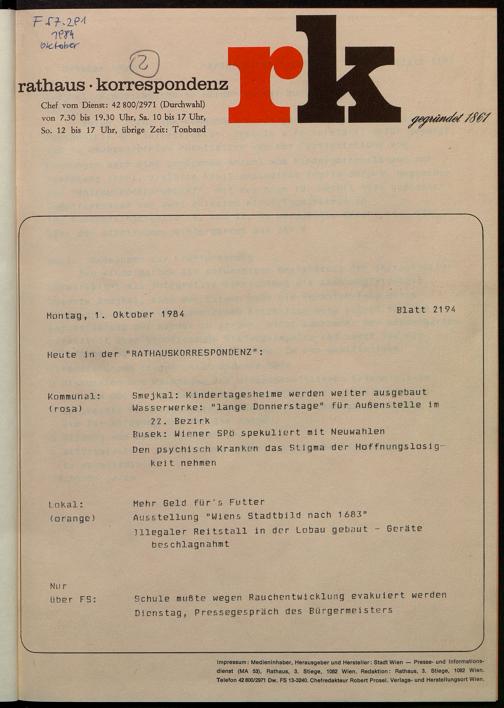 F 57.291
1984
Oktober
2
rk
rathaus · korrespondenz
gegründet 1861
Chef vom Dienst: 42 800/2971 (Durchwahl)
von 7.30 bis 19.30 Uhr, Sa. 10 bis 17 Uhr,
So. 12 bis 17 Uhr, übrige Zeit: Tonband
Montag, 1. Oktober 1984 Blatt 2194
Heute in der "RATHAUSKORRESPONDENZ":
Kommunal: Smejkal: Kindertagesheime werden weiter ausgebaut
(rosa) Wasserwerke: "lange Donnerstage" für Außenstelle im
22. Bezirk
Busek: Wiener SPÖ spekuliert mit Neuwahlen
Den psychisch Kranken das Stigma der Hoffnungslosig-
keit nehmen
Lokal: Mehr Geld für's Futter
(orange) Ausstellung "Wiens Stadtbild nach 1683"
Illegaler Reitstall in der Lobau gebaut - Geräte
beschlagnahmt
Nur
über FS: Schule mußte wegen Rauchentwicklung evakuiert werden
Dienstag, Pressegespräch des Bürgermeisters
Impressum: Medieninhaber, Herausgeber und Hersteller: Stadt Wien — Presse- und Informations-
dienst (MA 53), Rathaus, 3. Stiege, 1082 Wien. Redaktion: Rathaus, 3. Stiege, 1082 Wien.
Telefon 42 800/2971 Dw. FS 13-3240. Chefredakteur Robert Prosel. Verlags- und Herstellungsort Wien.